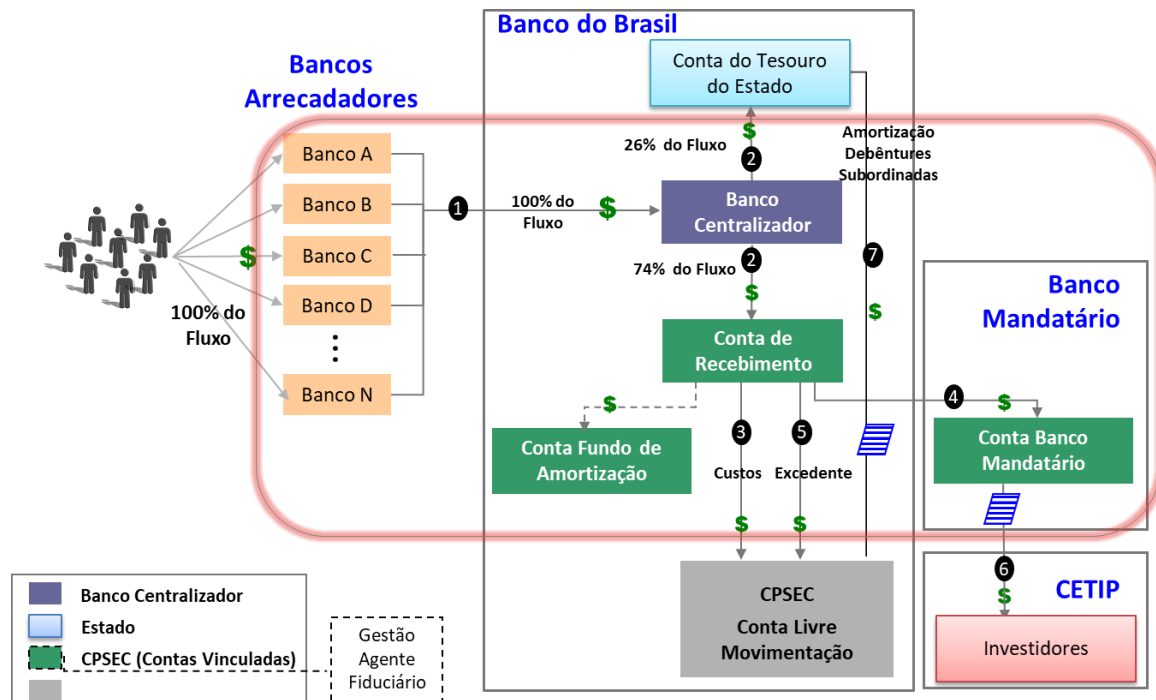 Banco do Brasil
Bancos
Arrecadadores
Conta do Tesouro
do Estado
$
26% do Fluxo
2
Amortização
Debêntures
Subordinadas
Banco A
Banco B
Banco C
Banco D
Banco N
$
100% do
Fluxo
1
100% do
Fluxo
$
Banco
Centralizador
2
74% do Fluxo
$
7
$
Conta de
Recebimento
Banco
Mandatário
$
3
5
4
$
Conta Fundo de
Amortização
Custos
Excedente
Conta Banco
Mandatário
$
$
CPSEC
Conta Livre
Movimentação
6
$
CETIP
Investidores
Banco Centralizador
Estado
CPSEC (Contas Vinculadas)
Gestão
Agente
Fiduciário